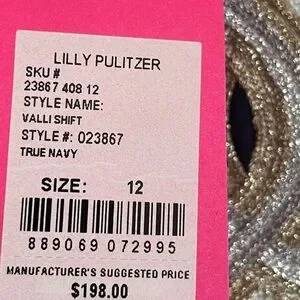 LILLY PULITZER
SKU #
23867 408 12
STYLE NAME:
VALLI SHIFT
STYLE #: 023867
TRUE NAVY
SIZE: 12
889069 072995
MANUFACTURER'S SUGGESTED PRICE
$198.00